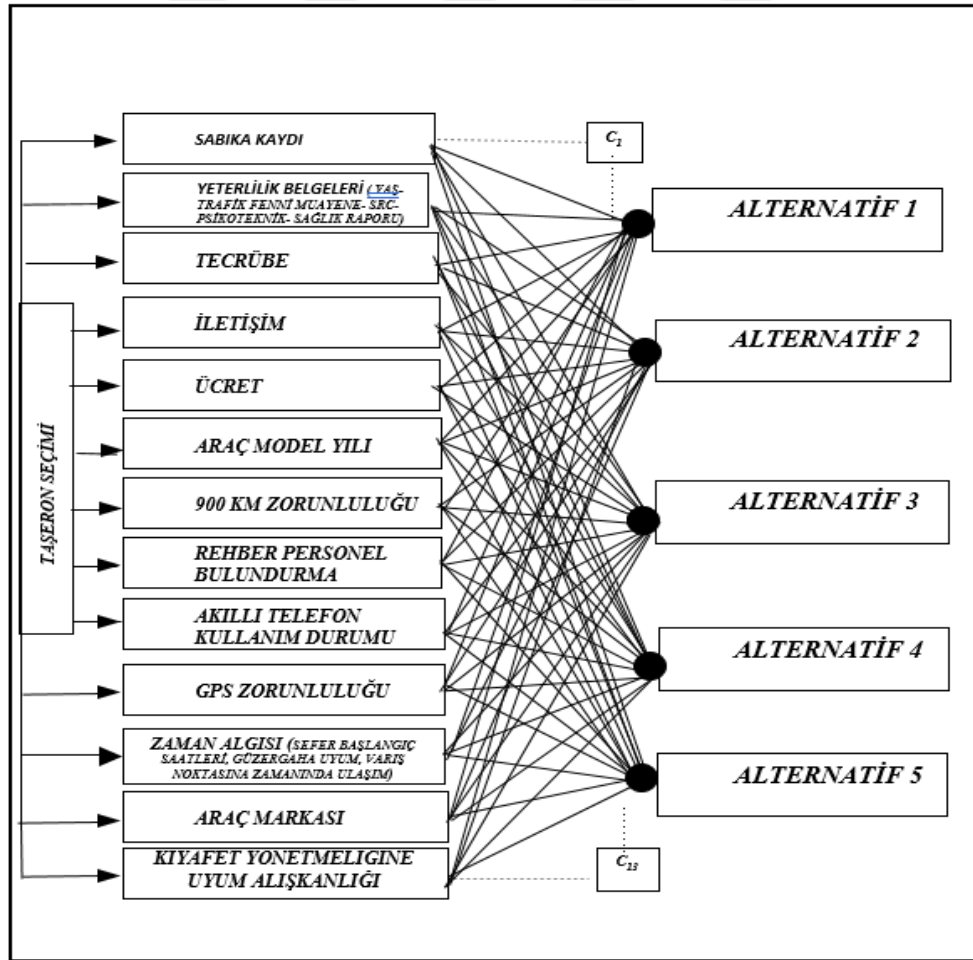 SABIKA KAYDI
C1
YETERLİLİK BELGELERİ ( YAŞ-
TRAFİK FENNİ MUAYENE- SRC-
PSİKOTEKNİK- SAĞLIK RAPORU)
ALTERNATİF 1
TECRÜBE
İLETİŞİM
ALTERNATİF 2
ÜCRET
TAŞERON SEÇİMİ
ARAÇ MODEL YILI
900 KM ZORUNLULUĞU
ALTERNATİF 3
REHBER PERSONEL
BULUNDURMA
AKILLI TELEFON
KULLANIM DURUMU
ALTERNATİF 4
GPS ZORUNLULUĞU
ZAMAN ALGISI (SEFER BAŞLANGIÇ
SAATLERİ, GÜZERGAHA UYUM, VARIŞ
NOKTASINA ZAMANINDA ULAŞIM)
ALTERNATİF 5
ARAÇ MARKASI
KIYAFET YÖNETMELIGINE
UYUM ALIŞKANLIĞI
C13